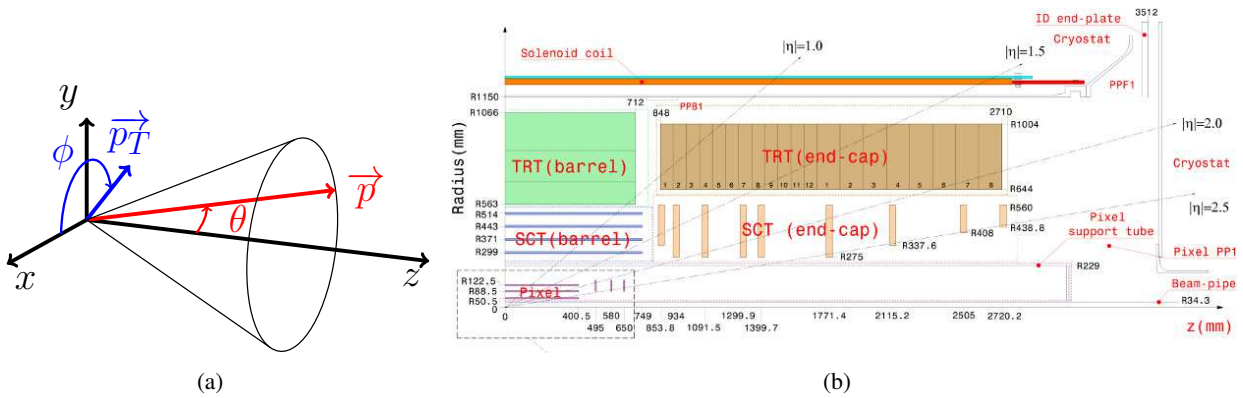 y
ϕ
p_T
p
θ
x
z
(a)
3512
ID end-plate
Cryostat
|η|=1.0
|η|=1.5
Solenoid coil
PPF1
R1150
R1066
712
848
PPB1
2710
R1004
|η|=2.0
TRT(barrel)
TRT(end-cap)
Cryostat
Radius(mm)
1 2 3 4 5 6 7 8 9 10 11 12 1 2 3 4 5 6 7 8
R644
R563
R514
R443
R371
R299
SCT(barrel)
SCT (end-cap)
R560
R438.8
R408
R337.6
R275
|η|=2.5
Pixel
support tube
Pixel PP1
R229
R122.5
R88.5
R50.5
0
Pixel
Beam-pipe
R34.3
0
400.5
580
749
934
1299.9
1771.4
2115.2
2505
2720.2
495
650
853.8
1091.5
1399.7
z(mm)
(b)